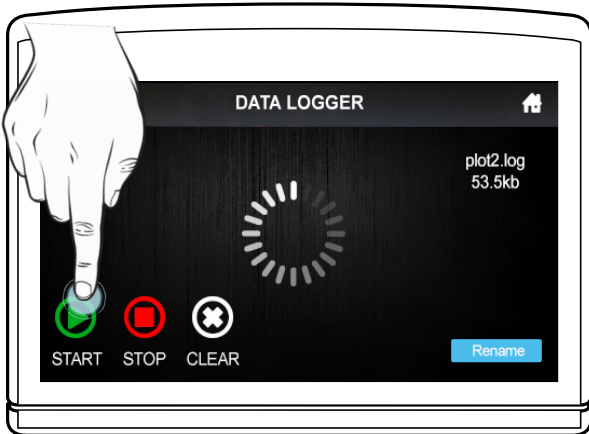 DATA LOGGER
plot2.log
53.5kb
START STOP CLEAR
Rename